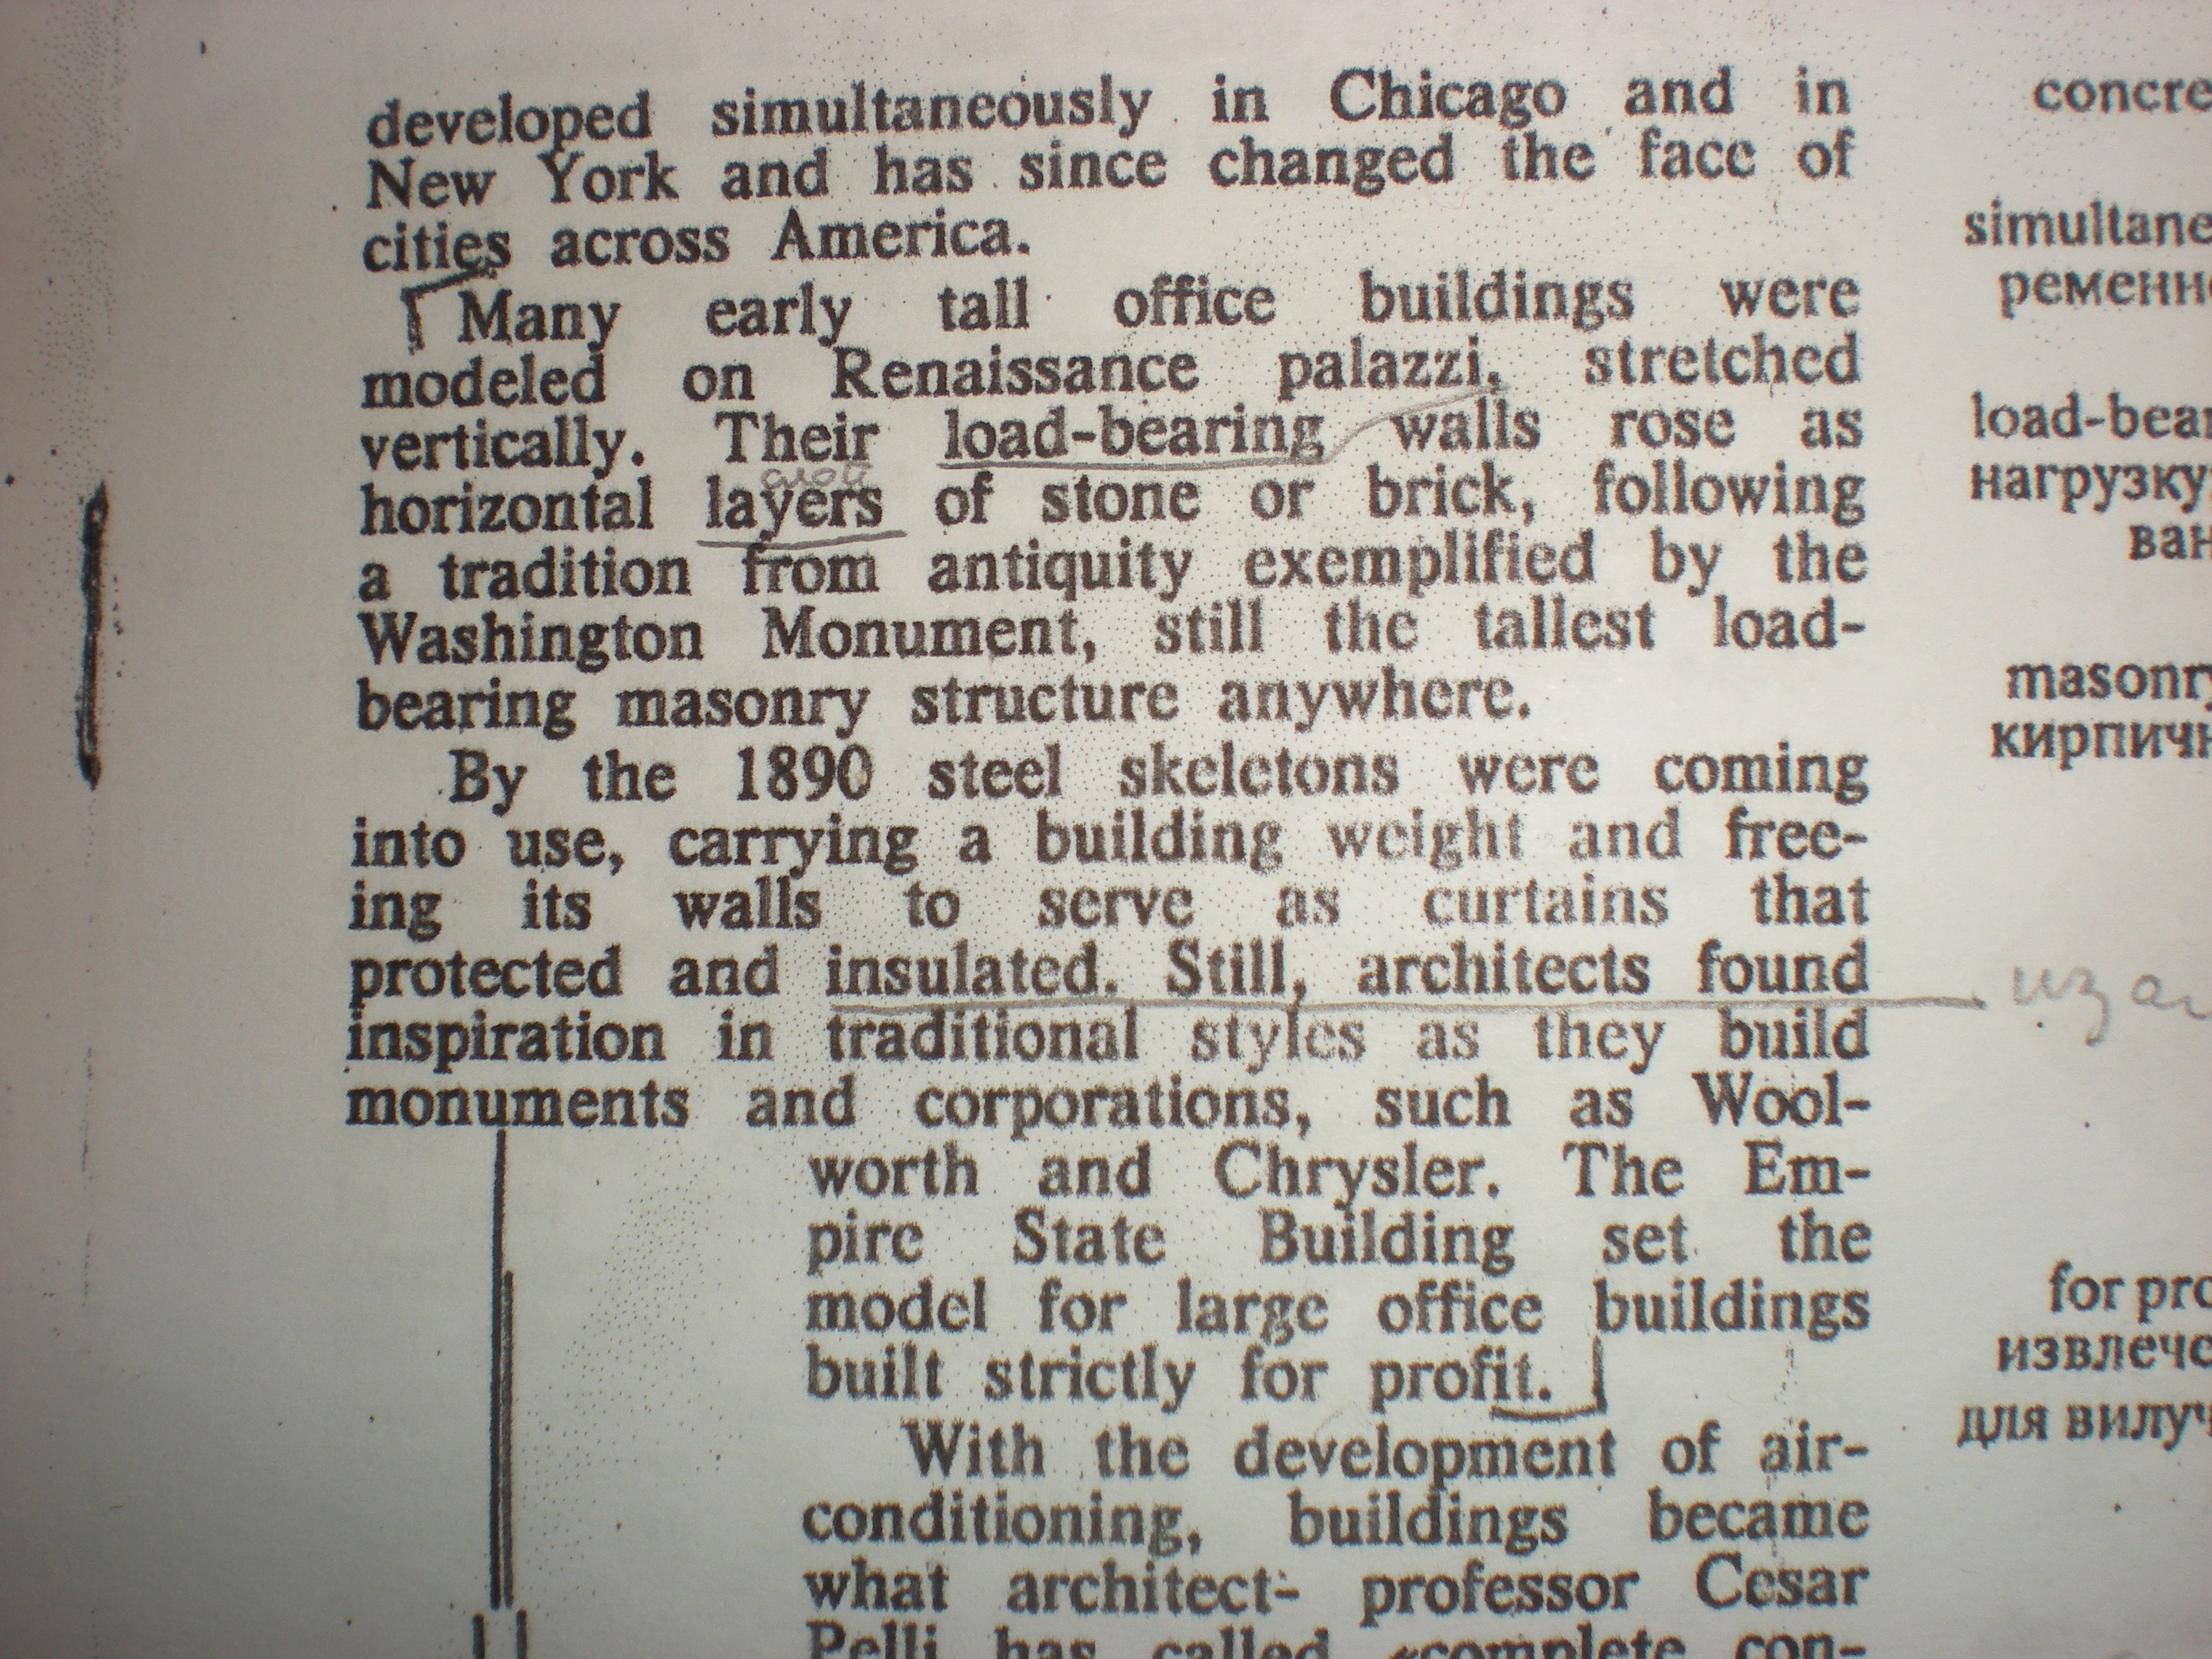 developed simultaneously in Chicago and in
New York and has since changed the face of
cities across America.
Many early tall office buildings were
modeled on Renaissance palazzi, stretched
vertically. Their load-bearing walls rose as
horizontal layers of stone or brick, following
a tradition from antiquity exemplified by the
Washington Monument, still the tallest load-
bearing masonry structure anywhere.
By the 1890 steel skeletons were coming
into use, carrying a building weight and free-
ing its walls to serve as curtains that
protected and insulated. Still, architects found
inspiration in traditional styles as they build
monuments and corporations, such as Wool-
worth and Chrysler. The Em-
pire State Building set the
model for large office buildings
built strictly for profit.
With the development of air-
conditioning, buildings became
what architect- professor Cesar
Pelli has called «complete con-
concre
simultane
ременн
load-bear
нагрузку
ван
masonry
кирпичн
for pro
извлече
для вилуч